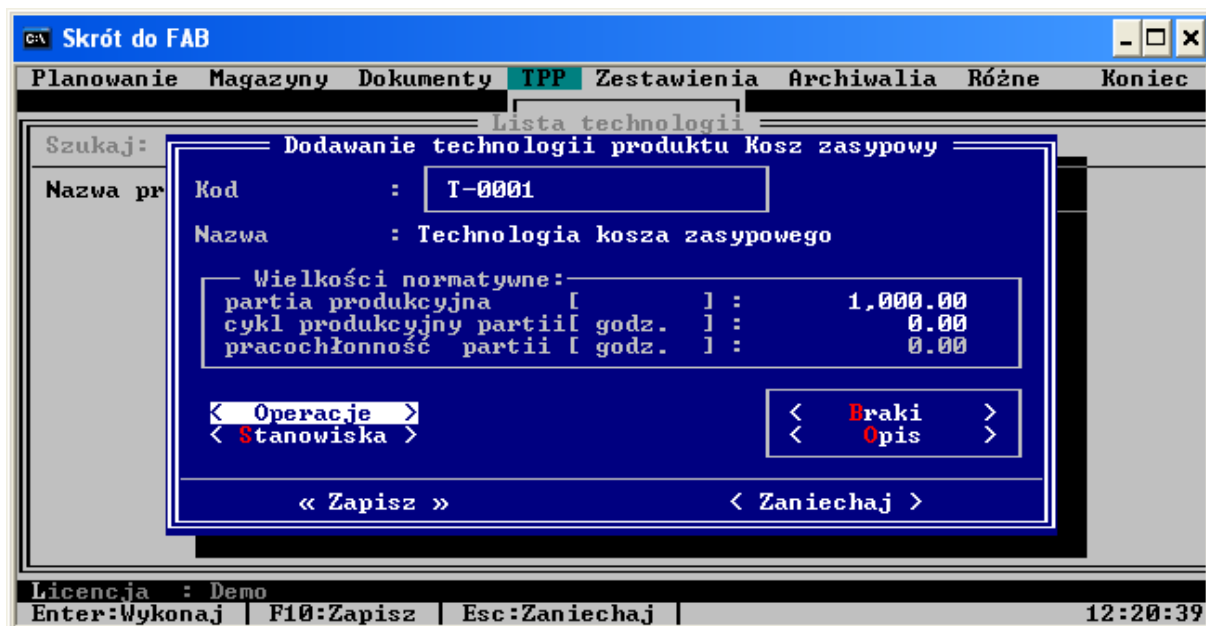 Skrót do FAB
Planowanie Magazyny Dokumenty TPP Zestawienia Archiwalia Różne Koniec
Lista technologii
Szukaj:
Dodawanie technologii produktu Kosz zasypowy
Nazwa pr
Kod : T-0001
Nazwa : Technologia kosza zasypowego
Wielkości normatywne:
partia produkcyjna [ ] : 1,000.00
cykl produkcyjny partii[ godz. ] : 0.00
pracochłonność partii [ godz. ] : 0.00
< Operacje > < Braki >
< Stanowiska > < Opis >
« Zapisz » < Zaniechaj >
Licencja : Demo
Enter:Wykonaj | F10:Zapisz | Esc:Zaniechaj | 12:20:39